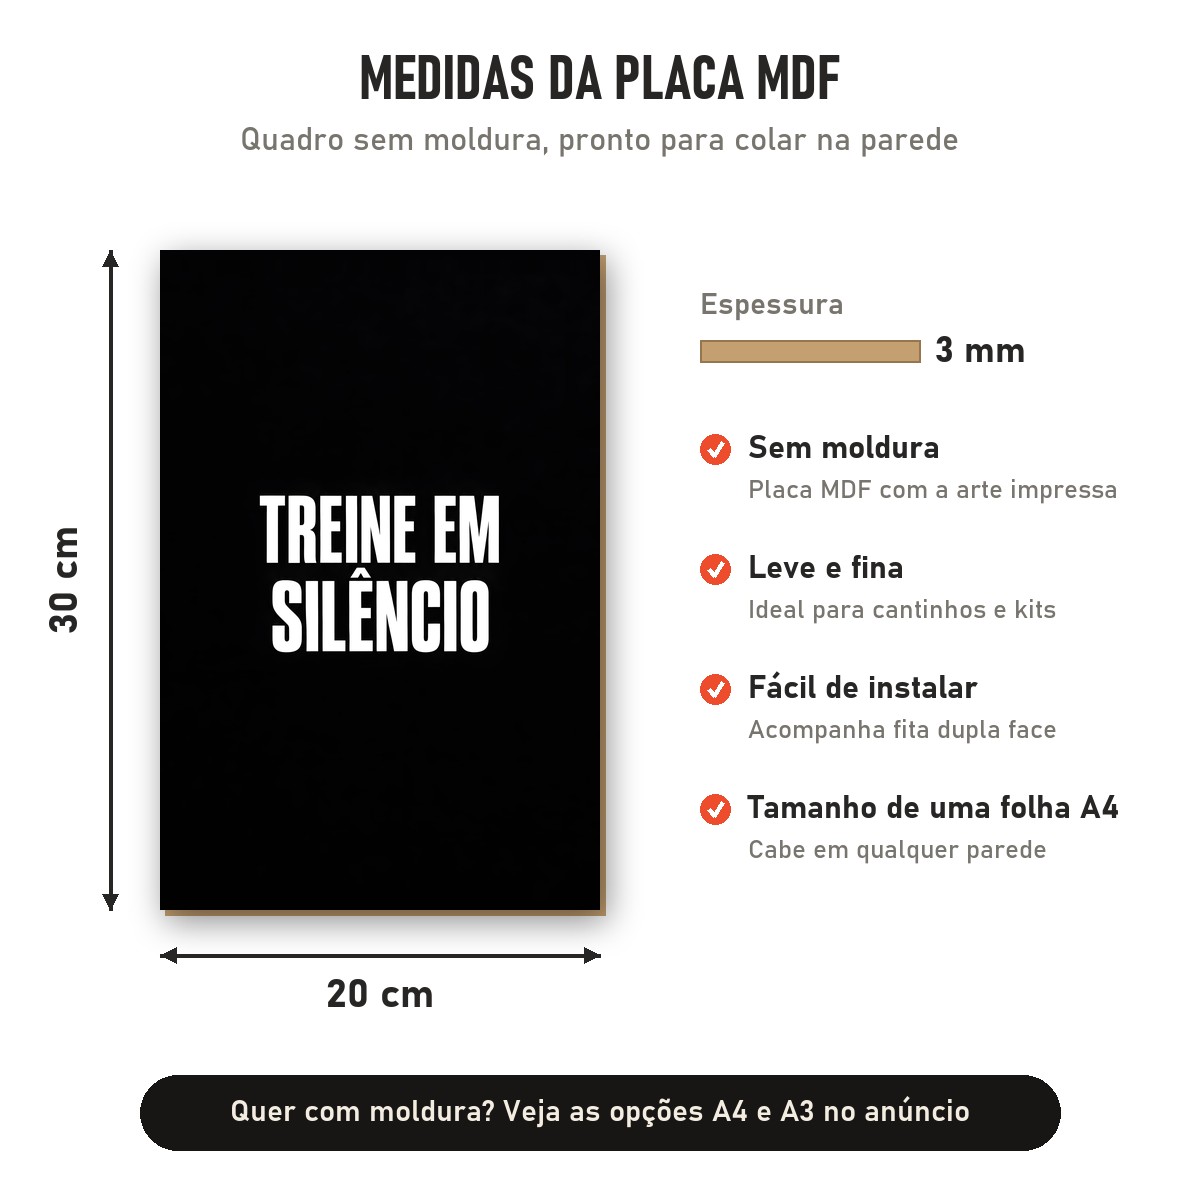 MEDIDAS DA PLACA MDF
Quadro sem moldura, pronto para colar na parede
30 cm
TREINE EM
SILÊNCIO
20 cm
Espessura
3 mm
Sem moldura
Placa MDF com a arte impressa
Leve e fina
Ideal para cantinhos e kits
Fácil de instalar
Acompanha fita dupla face
Tamanho de uma folha A4
Cabe em qualquer parede
Quer com moldura? Veja as opções A4 e A3 no anúncio